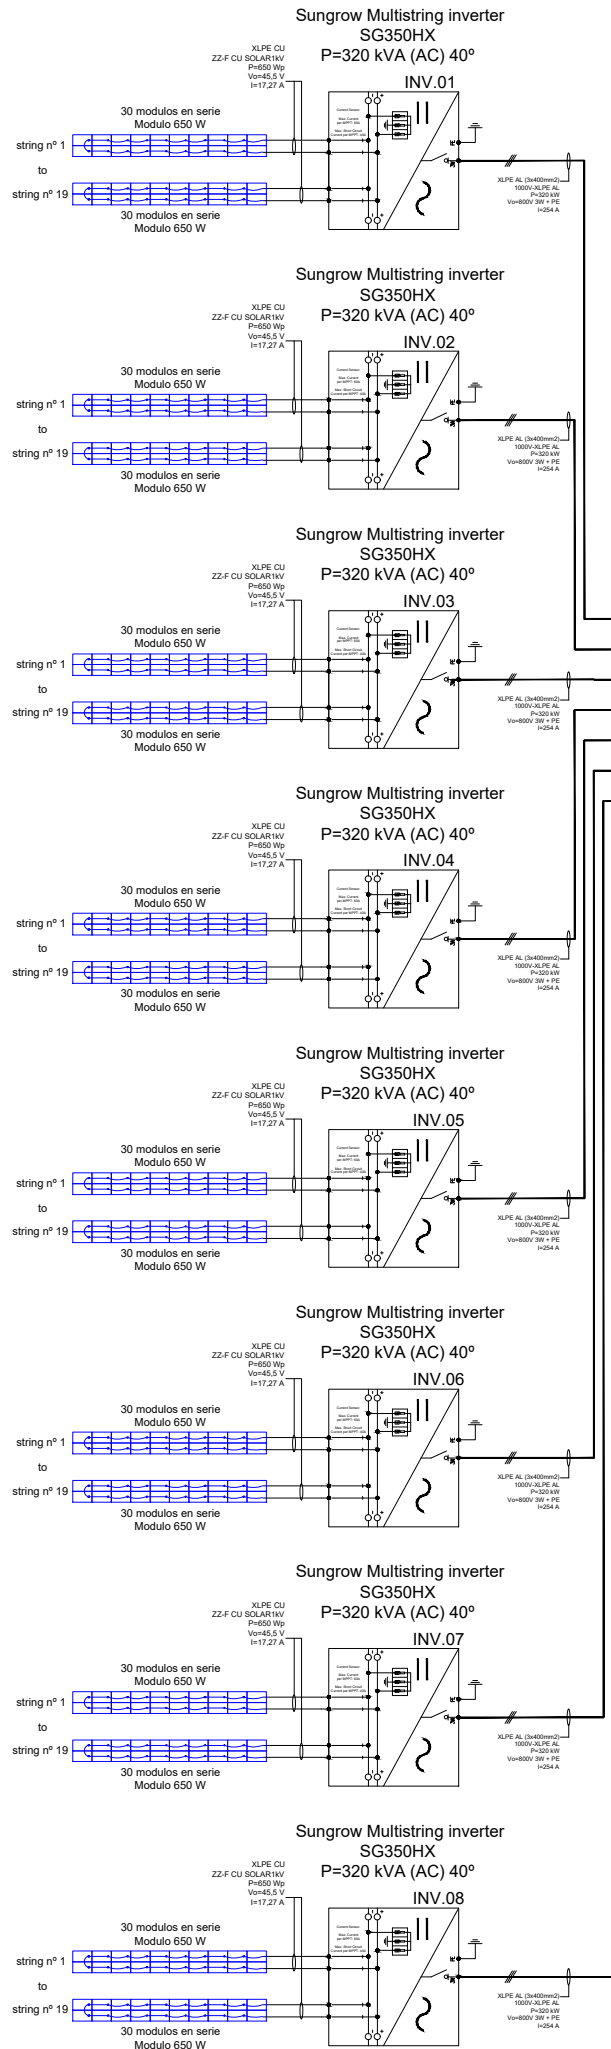 Sungrow Multistring inverter
SG350HX
P=320 kVA (AC) 40º
XLPE CU
ZZ-F CU SOLAR1kV
P=650 Wp
Vo=45,5 V
I=17,27 A
INV.01
30 modulos en serie
Modulo 650 W
string nº 1
to
string nº 19
30 modulos en serie
Modulo 650 W
XLPE AL (3x400mm2)
1000V-XLPE AL
P=320 kW
Vo=800V 3W + PE
I=254 A
Sungrow Multistring inverter
SG350HX
P=320 kVA (AC) 40º
XLPE CU
ZZ-F CU SOLAR1kV
P=650 Wp
Vo=45,5 V
I=17,27 A
INV.02
30 modulos en serie
Modulo 650 W
string nº 1
to
string nº 19
30 modulos en serie
Modulo 650 W
XLPE AL (3x400mm2)
1000V-XLPE AL
P=320 kW
Vo=800V 3W + PE
I=254 A
Sungrow Multistring inverter
SG350HX
P=320 kVA (AC) 40º
XLPE CU
ZZ-F CU SOLAR1kV
P=650 Wp
Vo=45,5 V
I=17,27 A
INV.03
30 modulos en serie
Modulo 650 W
string nº 1
to
string nº 19
30 modulos en serie
Modulo 650 W
XLPE AL (3x400mm2)
1000V-XLPE AL
P=320 kW
Vo=800V 3W + PE
I=254 A
Sungrow Multistring inverter
SG350HX
P=320 kVA (AC) 40º
XLPE CU
ZZ-F CU SOLAR1kV
P=650 Wp
Vo=45,5 V
I=17,27 A
INV.04
30 modulos en serie
Modulo 650 W
string nº 1
to
string nº 19
30 modulos en serie
Modulo 650 W
XLPE AL (3x400mm2)
1000V-XLPE AL
P=320 kW
Vo=800V 3W + PE
I=254 A
Sungrow Multistring inverter
SG350HX
P=320 kVA (AC) 40º
XLPE CU
ZZ-F CU SOLAR1kV
P=650 Wp
Vo=45,5 V
I=17,27 A
INV.05
30 modulos en serie
Modulo 650 W
string nº 1
to
string nº 19
30 modulos en serie
Modulo 650 W
XLPE AL (3x400mm2)
1000V-XLPE AL
P=320 kW
Vo=800V 3W + PE
I=254 A
Sungrow Multistring inverter
SG350HX
P=320 kVA (AC) 40º
XLPE CU
ZZ-F CU SOLAR1kV
P=650 Wp
Vo=45,5 V
I=17,27 A
INV.06
30 modulos en serie
Modulo 650 W
string nº 1
to
string nº 19
30 modulos en serie
Modulo 650 W
XLPE AL (3x400mm2)
1000V-XLPE AL
P=320 kW
Vo=800V 3W + PE
I=254 A
Sungrow Multistring inverter
SG350HX
P=320 kVA (AC) 40º
XLPE CU
ZZ-F CU SOLAR1kV
P=650 Wp
Vo=45,5 V
I=17,27 A
INV.07
30 modulos en serie
Modulo 650 W
string nº 1
to
string nº 19
30 modulos en serie
Modulo 650 W
XLPE AL (3x400mm2)
1000V-XLPE AL
P=320 kW
Vo=800V 3W + PE
I=254 A
Sungrow Multistring inverter
SG350HX
P=320 kVA (AC) 40º
XLPE CU
ZZ-F CU SOLAR1kV
P=650 Wp
Vo=45,5 V
I=17,27 A
INV.08
30 modulos en serie
Modulo 650 W
string nº 1
to
string nº 19
30 modulos en serie
Modulo 650 W
XLPE AL (3x400mm2)
1000V-XLPE AL
P=320 kW
Vo=800V 3W + PE
I=254 A